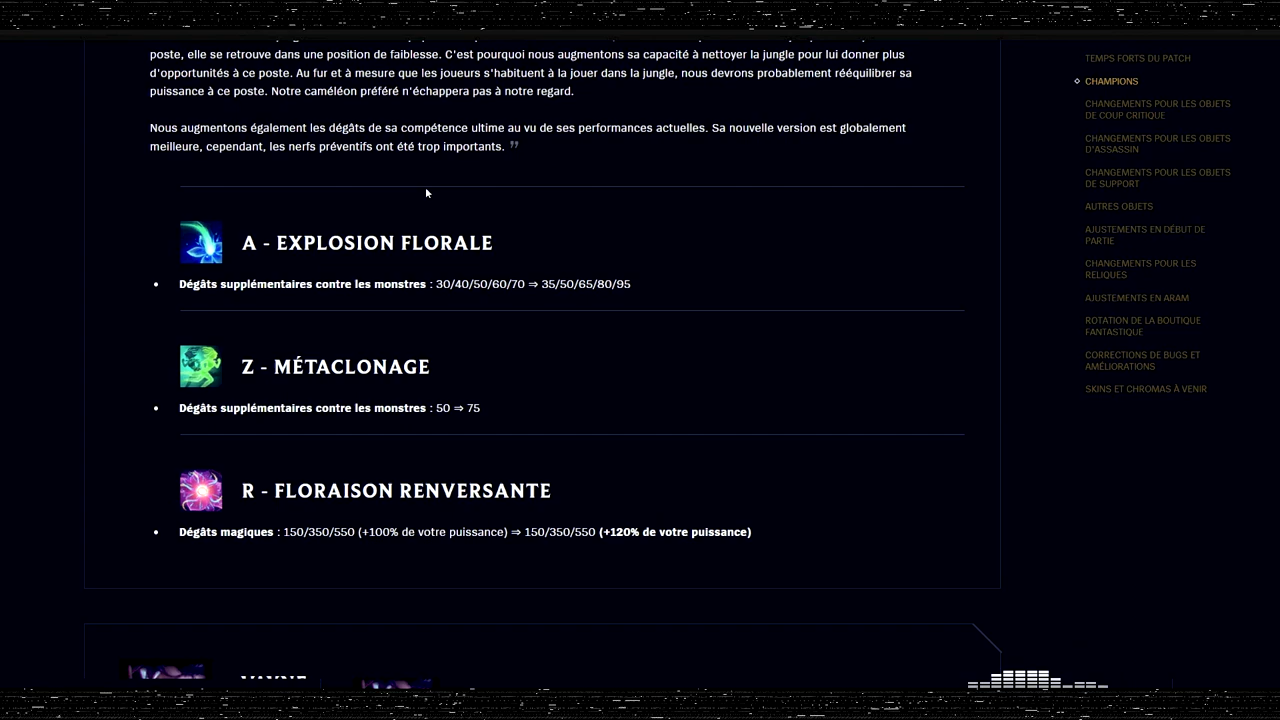 poste, elle se retrouve dans une position de faiblesse. C'est pourquoi nous augmentons sa capacité à nettoyer la jungle pour lui donner plus
d'opportunités à ce poste. Au fur et à mesure que les joueurs s'habituent à la jouer dans la jungle, nous devrons probablement rééquilibrer sa
puissance à ce poste. Notre caméléon préféré n'échappera pas à notre regard.
Nous augmentons également les dégâts de sa compétence ultime au vu de ses performances actuelles. Sa nouvelle version est globalement
meilleure, cependant, les nerfs préventifs ont été trop importants. ”
A - EXPLOSION FLORALE
• Dégâts supplémentaires contre les monstres : 30/40/50/60/70 ⇒ 35/50/65/80/95
Z - MÉTACLONAGE
• Dégâts supplémentaires contre les monstres : 50 ⇒ 75
R - FLORAISON RENVERSANTE
• Dégâts magiques : 150/350/550 (+100% de votre puissance) ⇒ 150/350/550 (+120% de votre puissance)
TEMPS FORTS DU PATCH
CHAMPIONS
CHANGEMENTS POUR LES OBJETS
DE COUP CRITIQUE
CHANGEMENTS POUR LES OBJETS
D'ASSASSIN
CHANGEMENTS POUR LES OBJETS
DE SUPPORT
AUTRES OBJETS
AJUSTEMENTS EN DÉBUT DE
PARTIE
CHANGEMENTS POUR LES
RELIQUES
AJUSTEMENTS EN ARAM
ROTATION DE LA BOUTIQUE
FANTASTIQUE
CORRECTIONS DE BUGS ET
AMÉLIORATIONS
SKINS ET CHROMAS À VENIR